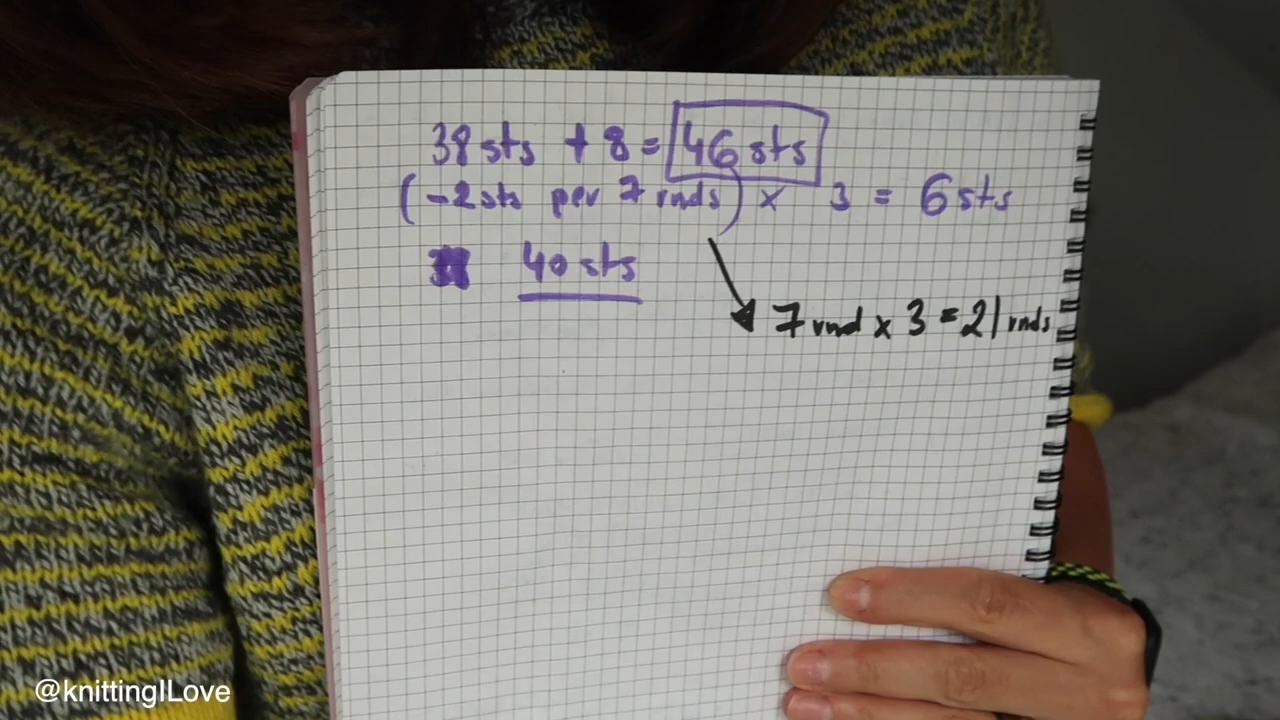 38 sts + 8 = 46 sts
(-2 sts per 7 rnds) x 3 = 6 sts
40 sts
7 rnd x 3 = 21 rnds
@knittingILove